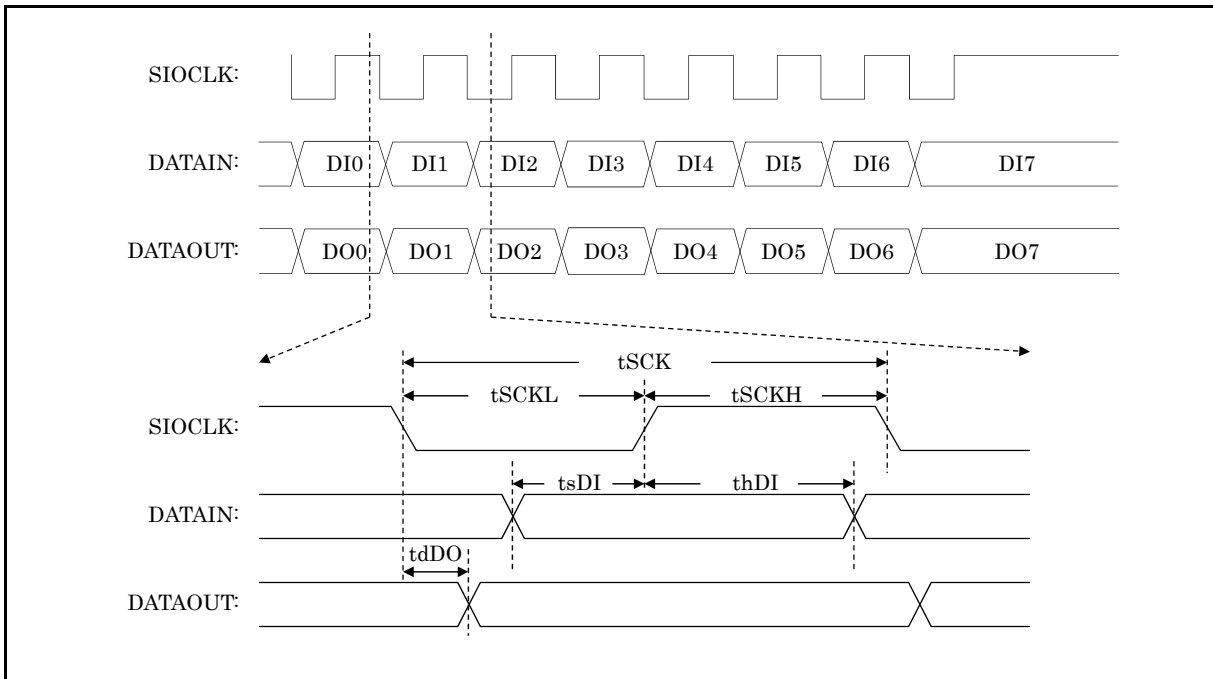 SIOCLK:
DATAIN: DI0 DI1 DI2 DI3 DI4 DI5 DI6 DI7
DATAOUT: DO0 DO1 DO2 DO3 DO4 DO5 DO6 DO7
tSCK
tSCKL tSCKH
SIOCLK:
tsDI thDI
DATAIN:
tdDO
DATAOUT: